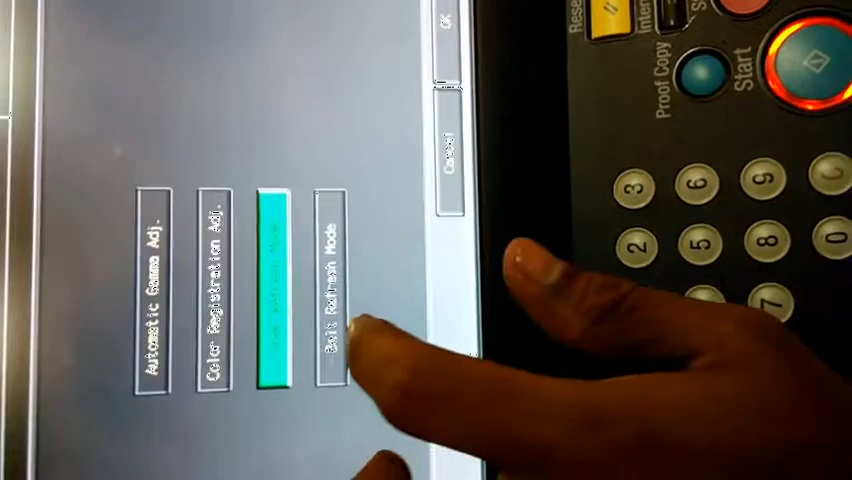 Automatic Gamma Adj.
Color Registration Adj.
Belt Refresh Mode
Cancel
OK
Reset
Proof Copy
Start
3
6
9
C
2
5
8
0
7